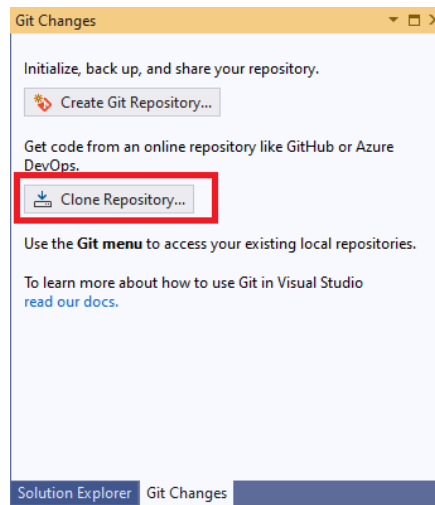 Git Changes
Initialize, back up, and share your repository.
Create Git Repository...
Get code from an online repository like GitHub or Azure
DevOps.
Clone Repository...
Use the Git menu to access your existing local repositories.
To learn more about how to use Git in Visual Studio
read our docs.
Solution Explorer Git Changes